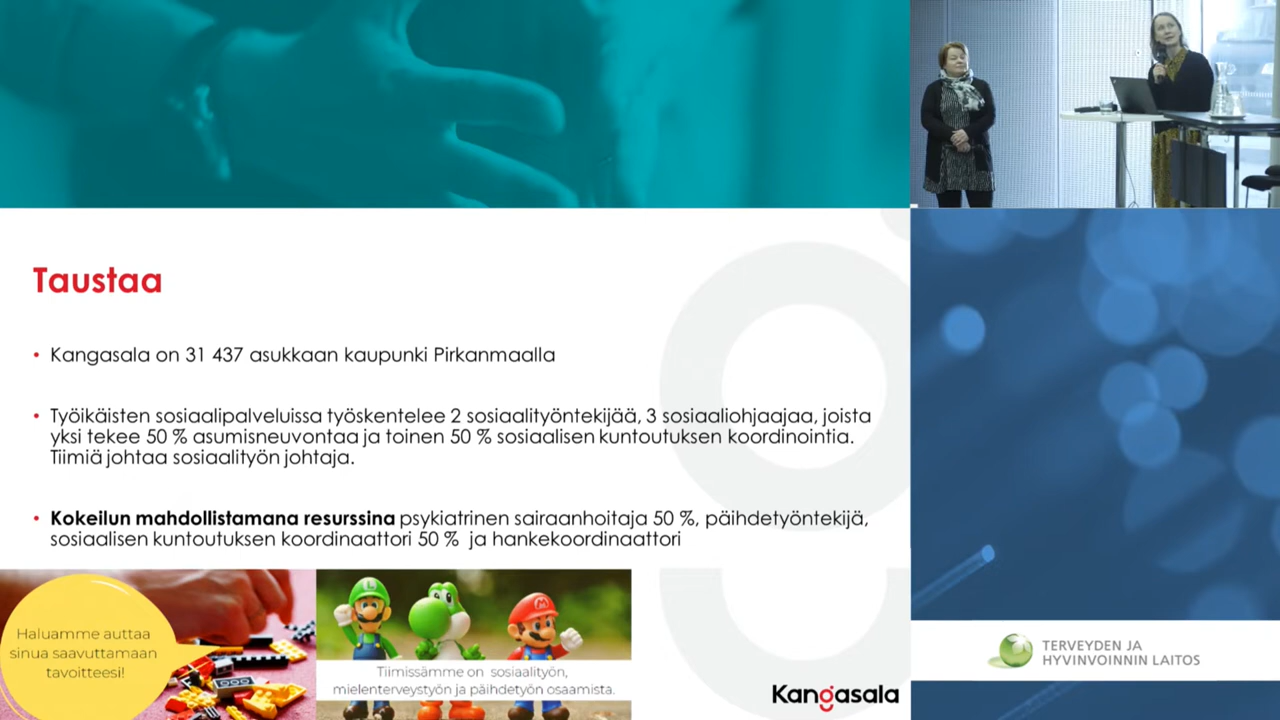 Taustaa
• Kangasala on 31 437 asukkaan kaupunki Pirkanmaalla
• Työikäisten sosiaalipalveluissa työskentelee 2 sosiaalityöntekijää, 3 sosiaaliohjaajaa, joista
yksi tekee 50 % asumisneuvontaa ja toinen 50 % sosiaalisen kuntoutuksen koordinointia.
Tiimiä johtaa sosiaalityön johtaja.
• Kokeilun mahdollistamana resurssina psykiatrinen sairaanhoitaja 50 %, päihdetyöntekijä,
sosiaalisen kuntoutuksen koordinaattori 50 % ja hankekoordinaattori
Haluamme auttaa
sinua saavuttamaan
tavoitteesi!
Tiimissämme on sosiaalityön,
mielenterveystyön ja päihdetyön osaamista.
Kangasala
TERVEYDEN JA
HYVINVOINNIN LAITOS